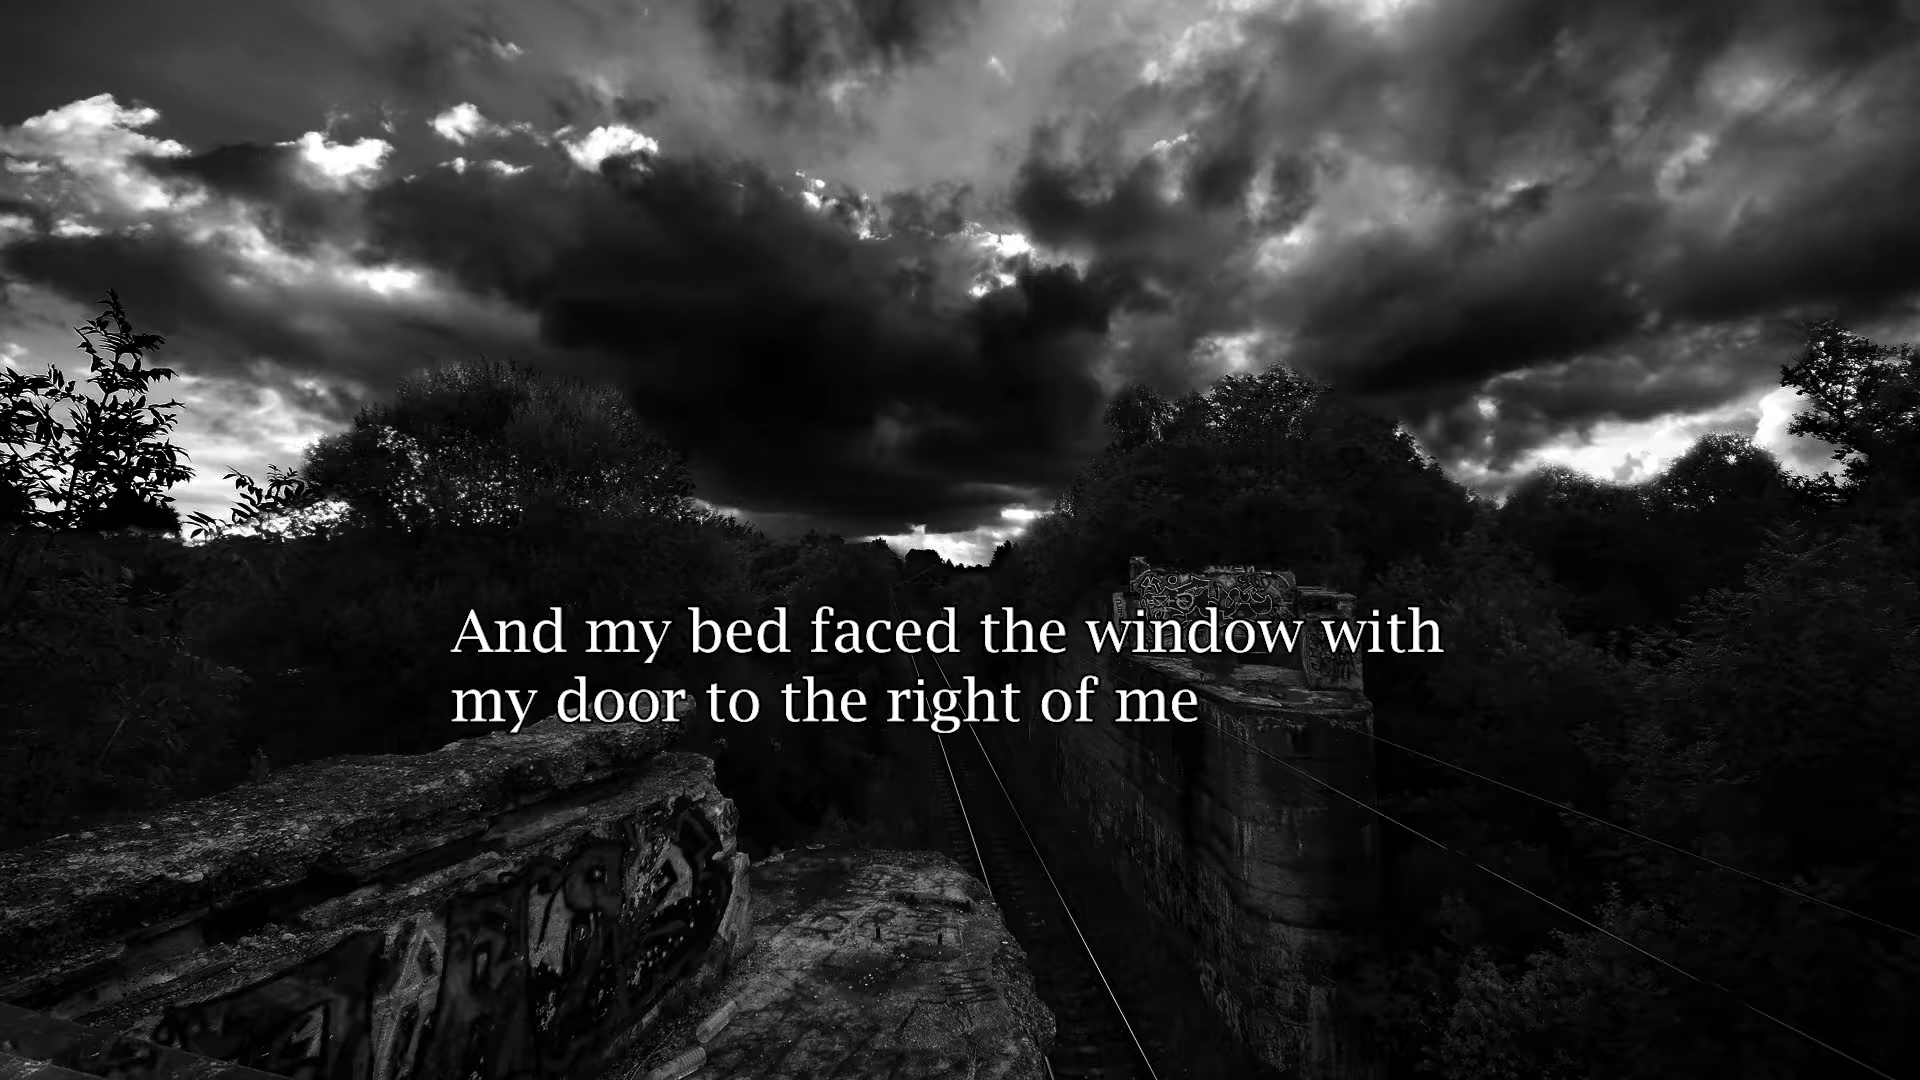 And my bed faced the window with
my door to the right of me